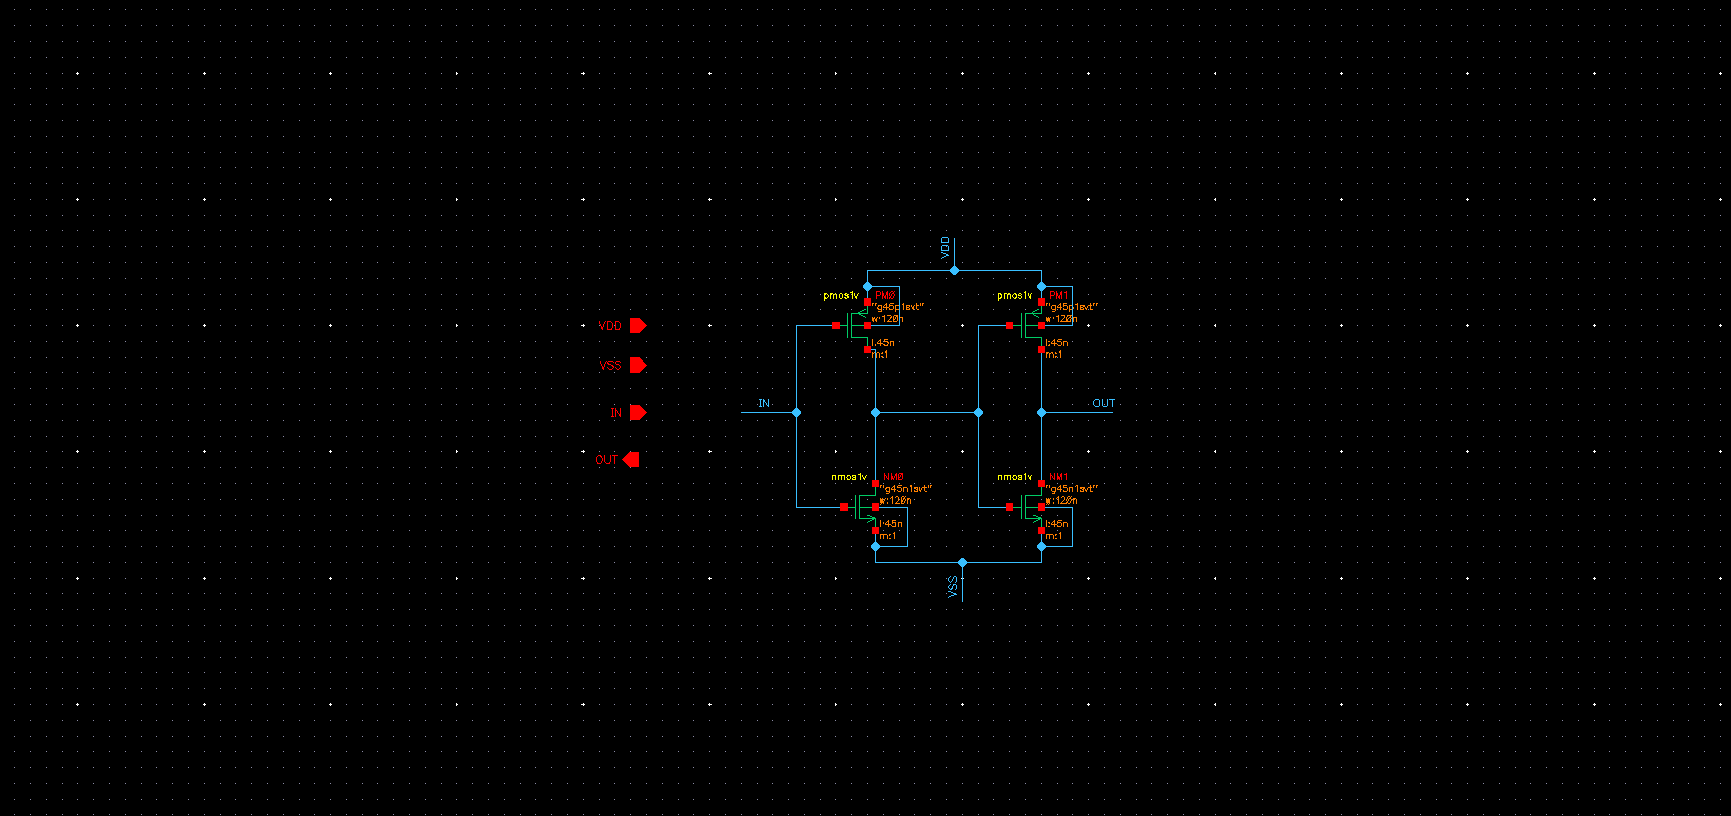 VDD
VSS
IN
OUT
VDD
pmos1v
PM0
"g45p1svt"
w:120n
l:45n
m:1
pmos1v
PM1
"g45p1svt"
w:120n
l:45n
m:1
IN
OUT
nmos1v
NM0
"g45n1svt"
w:120n
l:45n
m:1
nmos1v
NM1
"g45n1svt"
w:120n
l:45n
m:1
VSS